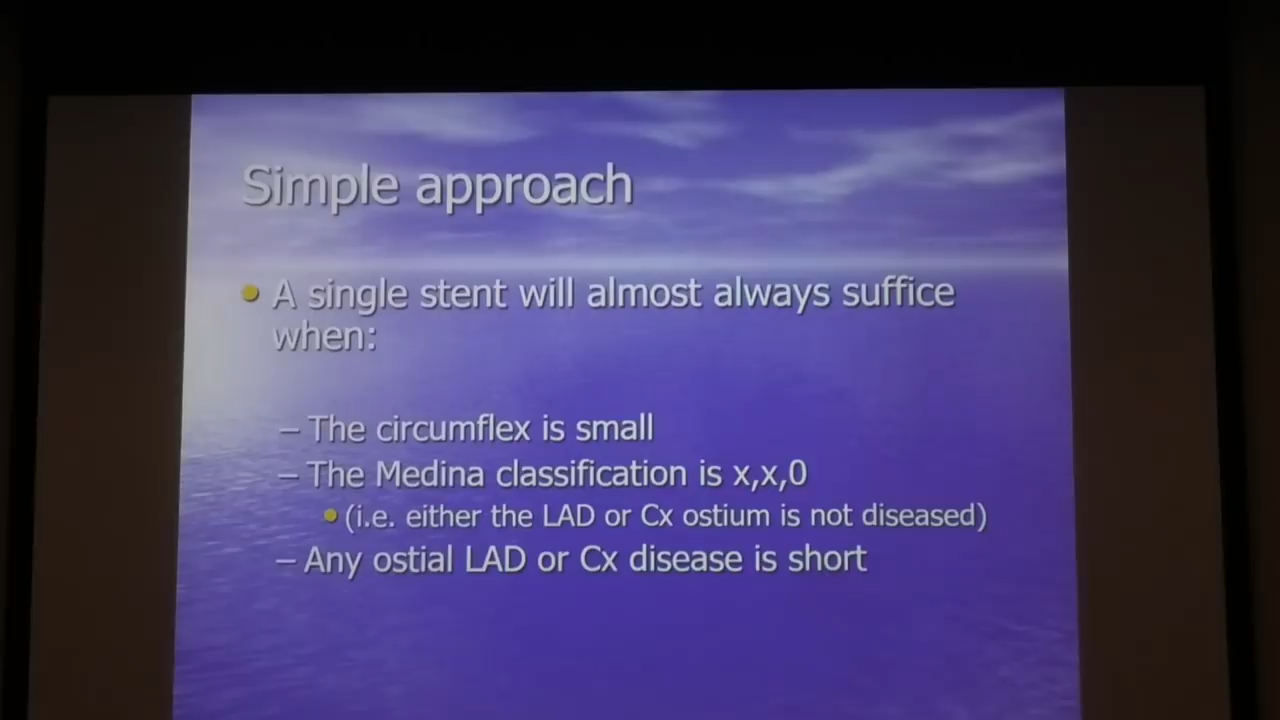 Simple approach
• A single stent will almost always suffice
when:
– The circumflex is small
– The Medina classification is x,x,0
• (i.e. either the LAD or Cx ostium is not diseased)
– Any ostial LAD or Cx disease is short